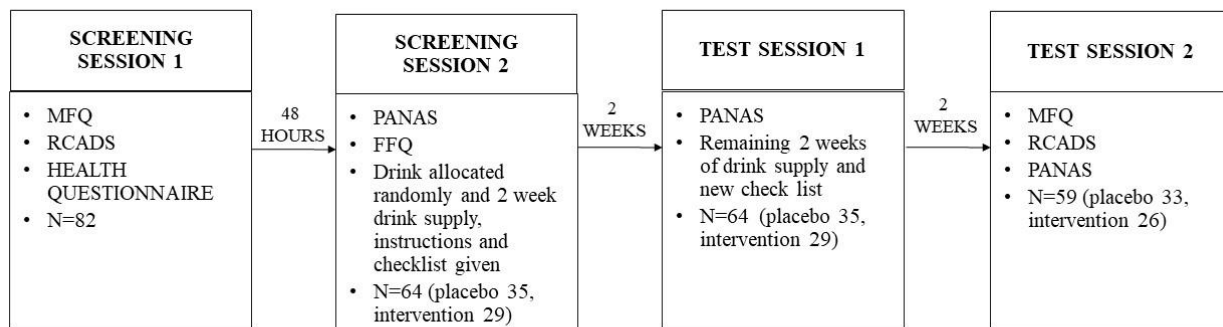 SCREENING
SESSION 1
• MFQ
• RCADS
• HEALTH
QUESTIONNAIRE
• N=82
48
HOURS
SCREENING
SESSION 2
• PANAS
• FFQ
• Drink allocated
randomly and 2 week
drink supply,
instructions and
checklist given
• N=64 (placebo 35,
intervention 29)
2
WEEKS
TEST SESSION 1
• PANAS
• Remaining 2 weeks
of drink supply and
new check list
• N=64 (placebo 35,
intervention 29)
2
WEEKS
TEST SESSION 2
• MFQ
• RCADS
• PANAS
• N=59 (placebo 33,
intervention 26)